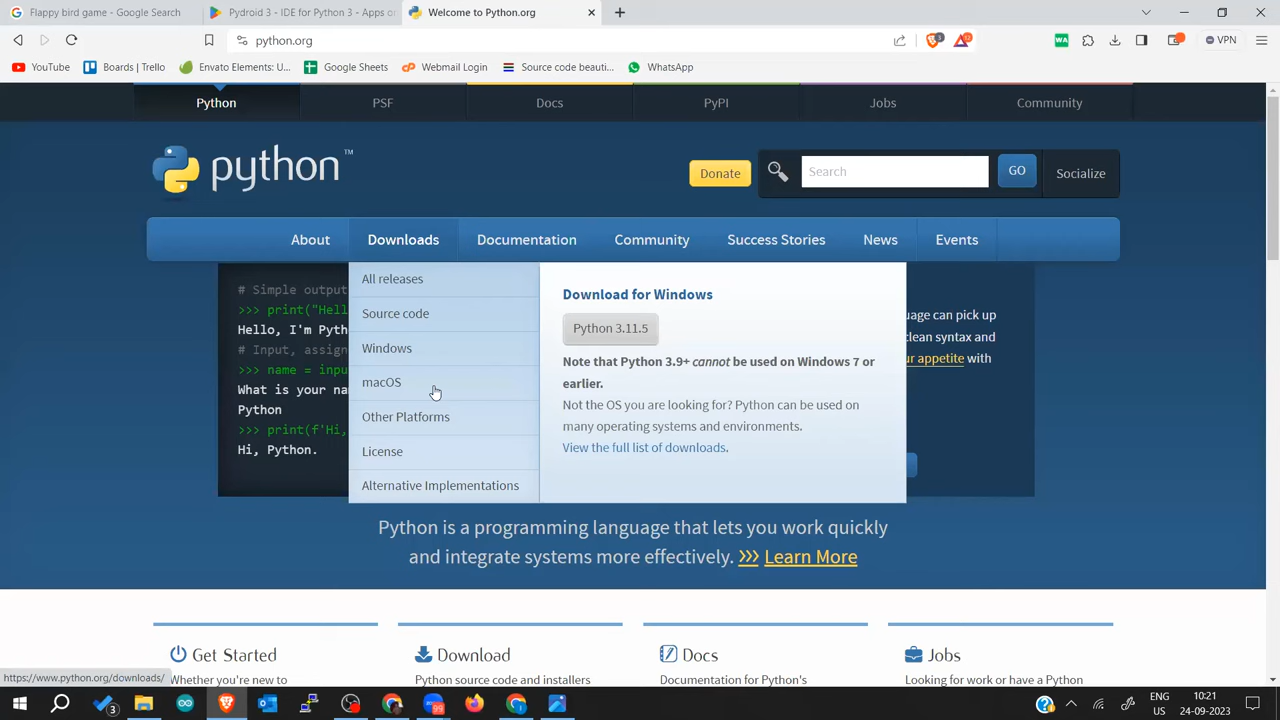 Flappy bird game - Google Search
Pydroid 3 - IDE for Python 3 - Apps o
Welcome to Python.org
python.org
VPN
YouTube
Boards | Trello
Envato Elements: U...
Google Sheets
Webmail Login
Source code beauti...
WhatsApp
Python
PSF
Docs
PyPI
Jobs
Community
python™
Donate
Search
GO
Socialize
About
Downloads
Documentation
Community
Success Stories
News
Events
# Simple output
>>> print("Hell
Hello, I'm Pyth
# Input, assign
>>> name = inpu
What is your na
Python
>>> print(f'Hi,
Hi, Python.
All releases
Source code
Windows
macOS
Other Platforms
License
Alternative Implementations
Download for Windows
Python 3.11.5
Note that Python 3.9+ cannot be used on Windows 7 or
earlier.
Not the OS you are looking for? Python can be used on
many operating systems and environments.
View the full list of downloads.
uage can pick up
clean syntax and
ur appetite with
Python is a programming language that lets you work quickly
and integrate systems more effectively. >>> Learn More
Get Started
Whether you're new to
Download
Python source code and installers
Docs
Documentation for Python's
Jobs
Looking for work or have a Python
https://www.python.org/downloads/
3
99
ENG
US
10:21
24-09-2023